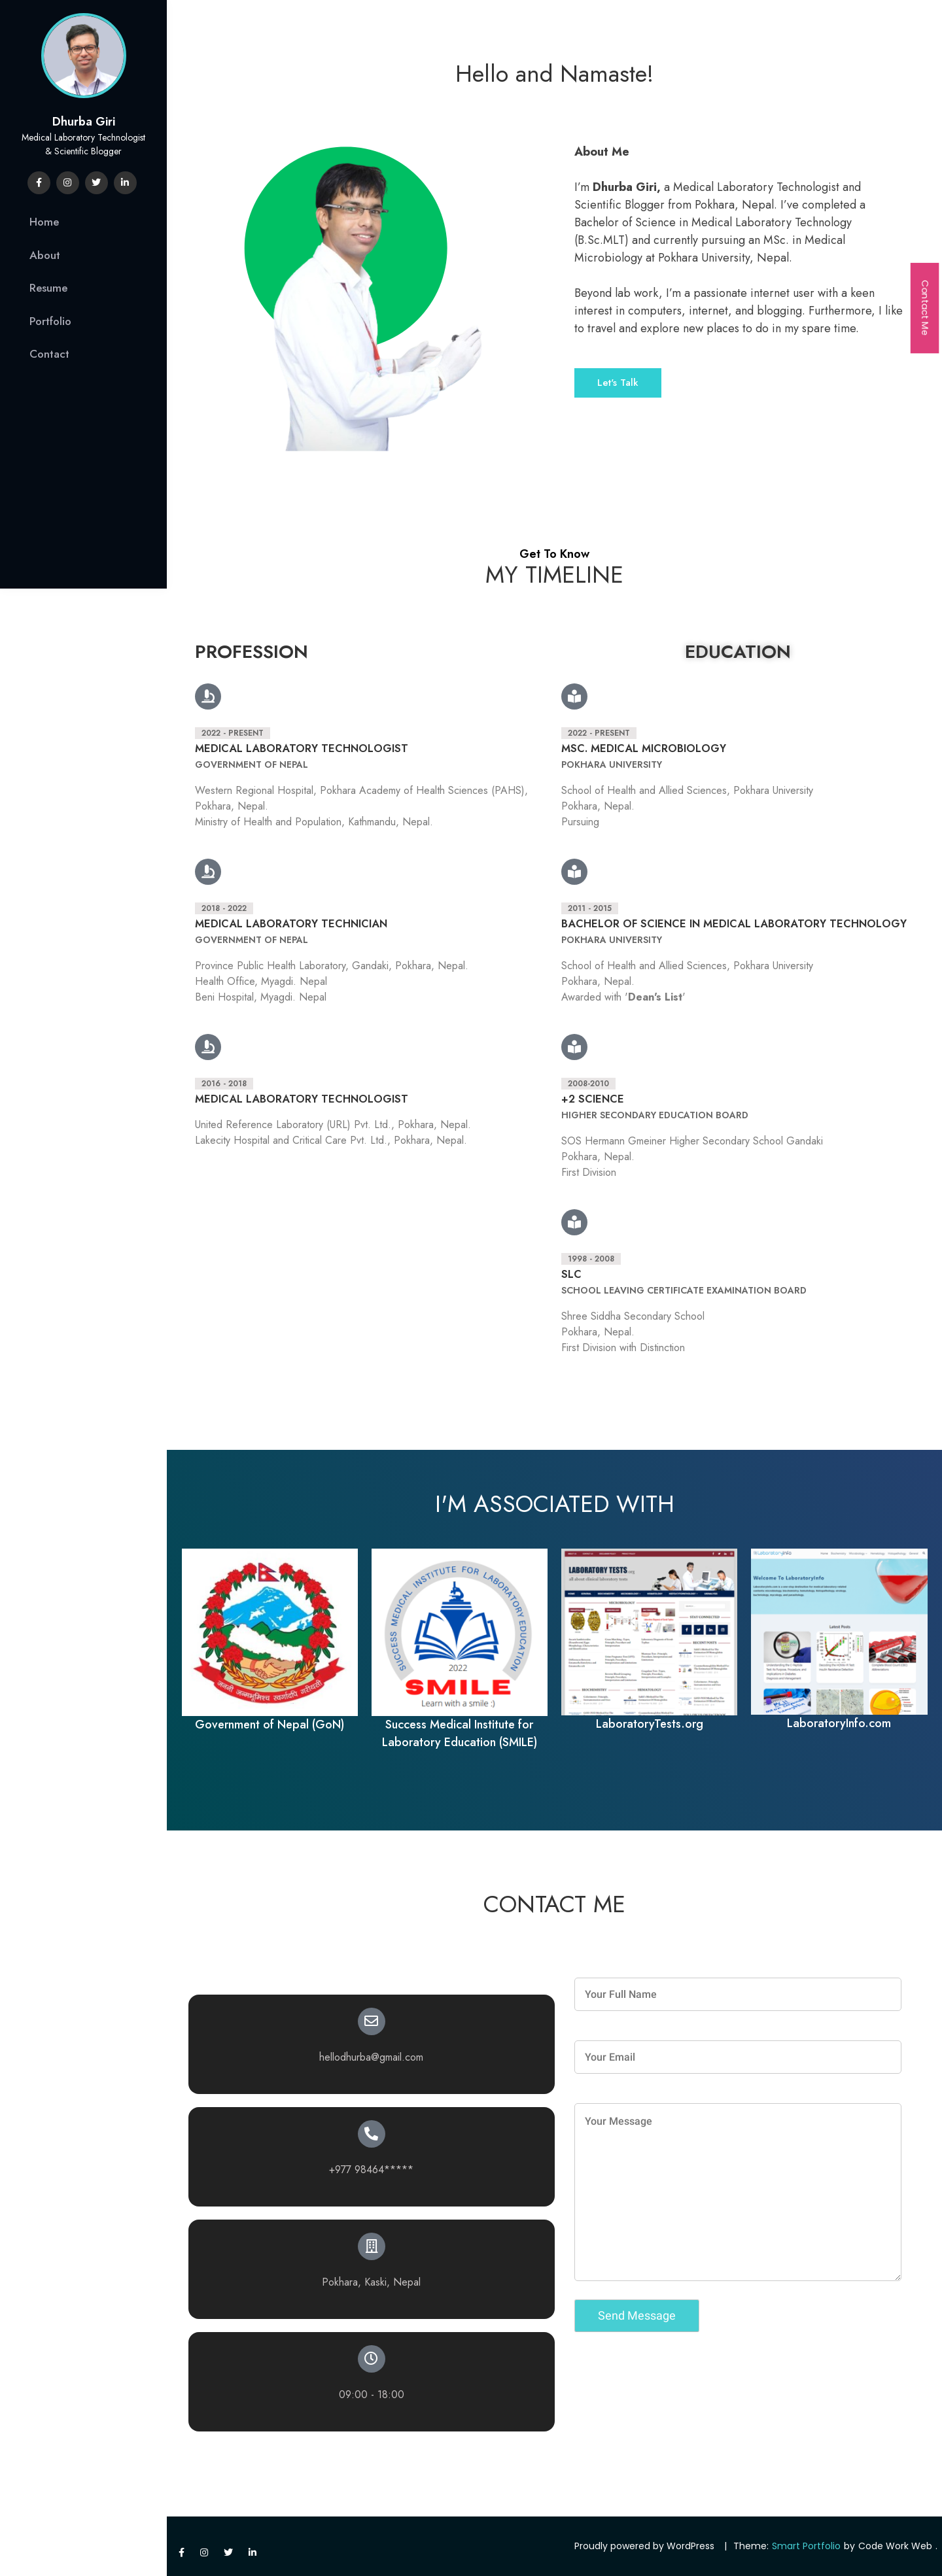 Dhurba Giri
Medical Laboratory Technologist
& Scientific Blogger
Home
About
Resume
Portfolio
Contact
Hello and Namaste!
About Me
I'm Dhurba Giri, a Medical Laboratory Technologist and
Scientific Blogger from Pokhara, Nepal. I've completed a
Bachelor of Science in Medical Laboratory Technology
(B.Sc.MLT) and currently pursuing an MSc. in Medical
Microbiology at Pokhara University, Nepal.
Beyond lab work, I'm a passionate internet user with a keen
interest in computers, internet, and blogging. Furthermore, I like
to travel and explore new places to do in my spare time.
Let's Talk
Contact Me
Get To Know
MY TIMELINE
PROFESSION
2022 - PRESENT
MEDICAL LABORATORY TECHNOLOGIST
GOVERNMENT OF NEPAL
Western Regional Hospital, Pokhara Academy of Health Sciences (PAHS),
Pokhara, Nepal.
Ministry of Health and Population, Kathmandu, Nepal.
2018 - 2022
MEDICAL LABORATORY TECHNICIAN
GOVERNMENT OF NEPAL
Province Public Health Laboratory, Gandaki, Pokhara, Nepal.
Health Office, Myagdi. Nepal
Beni Hospital, Myagdi. Nepal
2016 - 2018
MEDICAL LABORATORY TECHNOLOGIST
United Reference Laboratory (URL) Pvt. Ltd., Pokhara, Nepal.
Lakecity Hospital and Critical Care Pvt. Ltd., Pokhara, Nepal.
EDUCATION
2022 - PRESENT
MSC. MEDICAL MICROBIOLOGY
POKHARA UNIVERSITY
School of Health and Allied Sciences, Pokhara University
Pokhara, Nepal.
Pursuing
2011 - 2015
BACHELOR OF SCIENCE IN MEDICAL LABORATORY TECHNOLOGY
POKHARA UNIVERSITY
School of Health and Allied Sciences, Pokhara University
Pokhara, Nepal.
Awarded with 'Dean's List'
2008-2010
+2 SCIENCE
HIGHER SECONDARY EDUCATION BOARD
SOS Hermann Gmeiner Higher Secondary School Gandaki
Pokhara, Nepal.
First Division
1998 - 2008
SLC
SCHOOL LEAVING CERTIFICATE EXAMINATION BOARD
Shree Siddha Secondary School
Pokhara, Nepal.
First Division with Distinction
I'M ASSOCIATED WITH
Government of Nepal (GoN)
SUCCESS MEDICAL INSTITUTE FOR LABORATORY EDUCATION
2022
SMILE
Learn with a smile :)
Success Medical Institute for
Laboratory Education (SMILE)
LABORATORY TESTS
LaboratoryTests.org
Welcome To LaboratoryInfo
Latest Posts
LaboratoryInfo.com
CONTACT ME
hellodhurba@gmail.com
+977 98464*****
Pokhara, Kaski, Nepal
09:00 - 18:00
Your Full Name
Your Email
Your Message
Send Message
Proudly powered by WordPress | Theme: Smart Portfolio by Code Work Web .